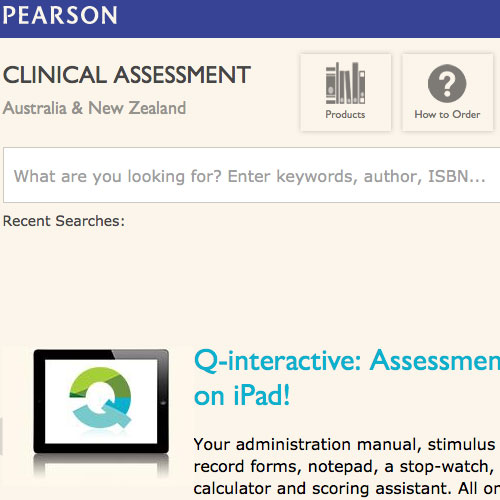 PEARSON
CLINICAL ASSESSMENT
Australia & New Zealand
Products
How to Order
What are you looking for? Enter keywords, author, ISBN...
Recent Searches:
Q-interactive: Assessmen
on iPad!
Your administration manual, stimulus
record forms, notepad, a stop-watch,
calculator and scoring assistant. All or